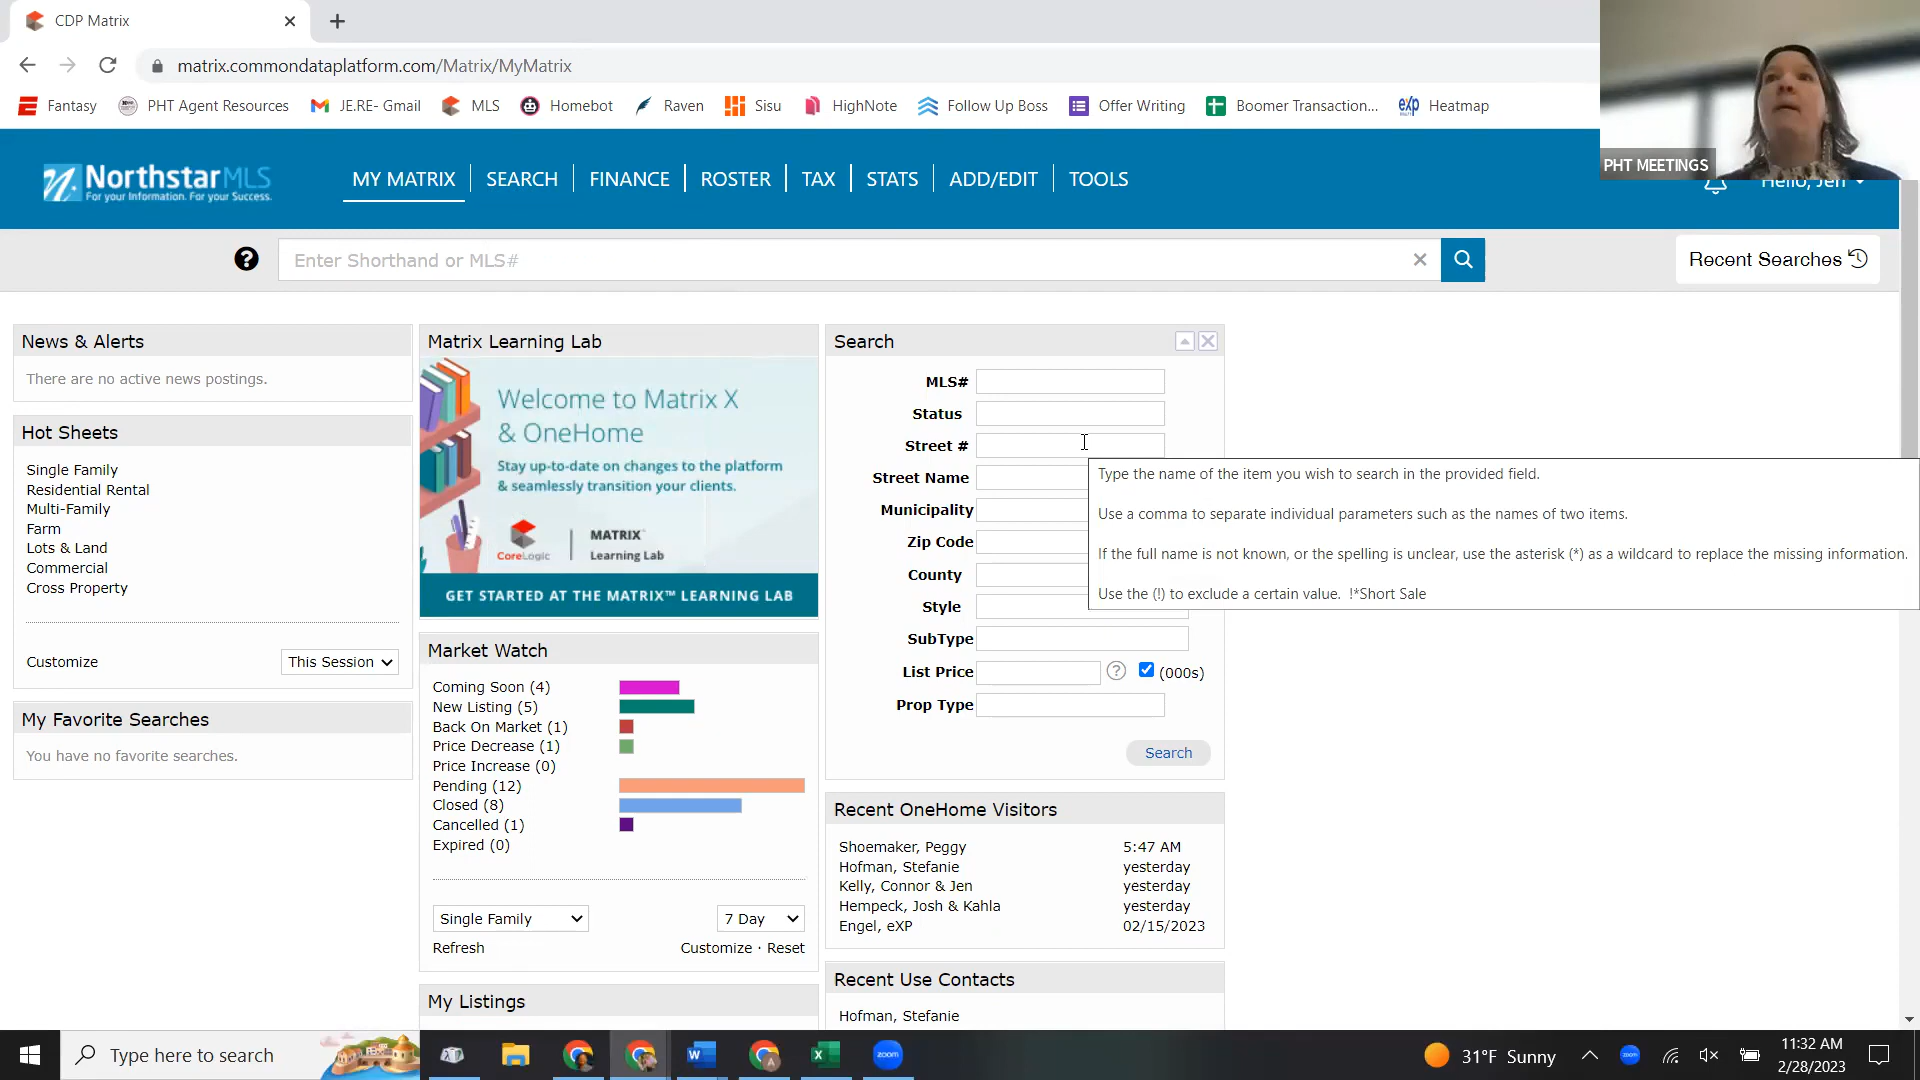 CDP Matrix
matrix.commondataplatform.com/Matrix/MyMatrix
Fantasy
PHT Agent Resources
JE.RE- Gmail
MLS
Homebot
Raven
Sisu
HighNote
Follow Up Boss
Offer Writing
Boomer Transaction...
eXp Heatmap
PHT MEETINGS
NorthstarMLS
For your Information. For your Success.
MY MATRIX
SEARCH
FINANCE
ROSTER
TAX
STATS
ADD/EDIT
TOOLS
Hello, Jen
Enter Shorthand or MLS#
Recent Searches
News & Alerts
There are no active news postings.
Hot Sheets
Single Family
Residential Rental
Multi-Family
Farm
Lots & Land
Commercial
Cross Property
Customize
This Session
My Favorite Searches
You have no favorite searches.
Matrix Learning Lab
Welcome to Matrix X
& OneHome
Stay up-to-date on changes to the platform
& seamlessly transition your clients.
CoreLogic
MATRIX™
Learning Lab
GET STARTED AT THE MATRIX™ LEARNING LAB
Market Watch
Coming Soon (4)
New Listing (5)
Back On Market (1)
Price Decrease (1)
Price Increase (0)
Pending (12)
Closed (8)
Cancelled (1)
Expired (0)
Single Family
7 Day
Refresh
Customize · Reset
My Listings
Search
MLS#
Status
Street #
Street Name
Municipality
Zip Code
County
Style
SubType
List Price
(000s)
Prop Type
Search
Type the name of the item you wish to search in the provided field.
Use a comma to separate individual parameters such as the names of two items.
If the full name is not known, or the spelling is unclear, use the asterisk (*) as a wildcard to replace the missing information.
Use the (!) to exclude a certain value. !*Short Sale
Recent OneHome Visitors
Shoemaker, Peggy 5:47 AM
Hofman, Stefanie yesterday
Kelly, Connor & Jen yesterday
Hempeck, Josh & Kahla yesterday
Engel, eXP 02/15/2023
Recent Use Contacts
Hofman, Stefanie
Type here to search
zoom
31°F Sunny
zoom
11:32 AM
2/28/2023